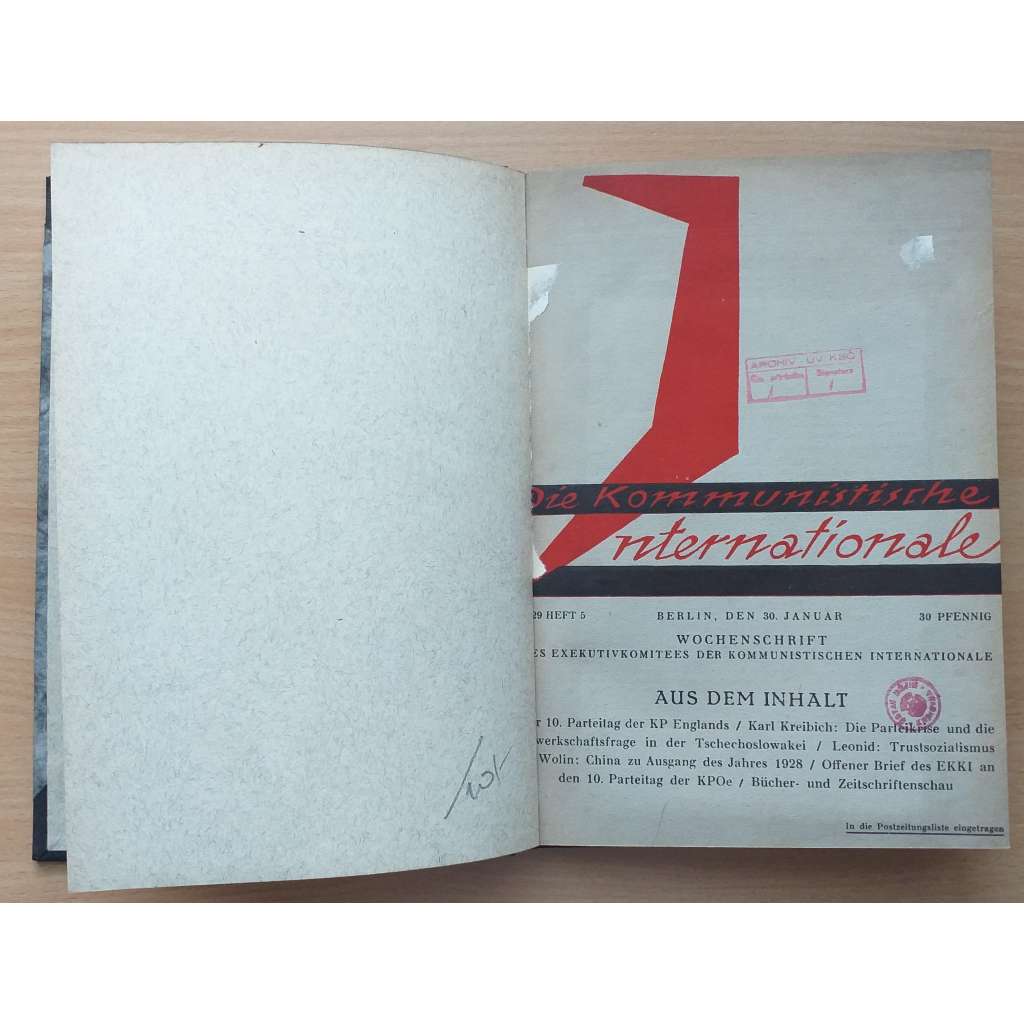 ARCHIV ÚV KSČ
Signatura
Die Kommunistische
Internationale
29 HEFT 5 BERLIN, DEN 30. JANUAR 30 PFENNIG
WOCHENSCHRIFT
ES EXEKUTIVKOMITEES DER KOMMUNISTISCHEN INTERNATIONALE
AUS DEM INHALT
r 10. Parteitag der KP Englands / Karl Kreibich: Die Parteikrise und die
werkschaftsfrage in der Tschechoslowakei / Leonid: Trustsozialismus
Wolin: China zu Ausgang des Jahres 1928 / Offener Brief des EKKI an
den 10. Parteitag der KPOe / Bücher- und Zeitschriftenschau
In die Postzeitungsliste eingetragen